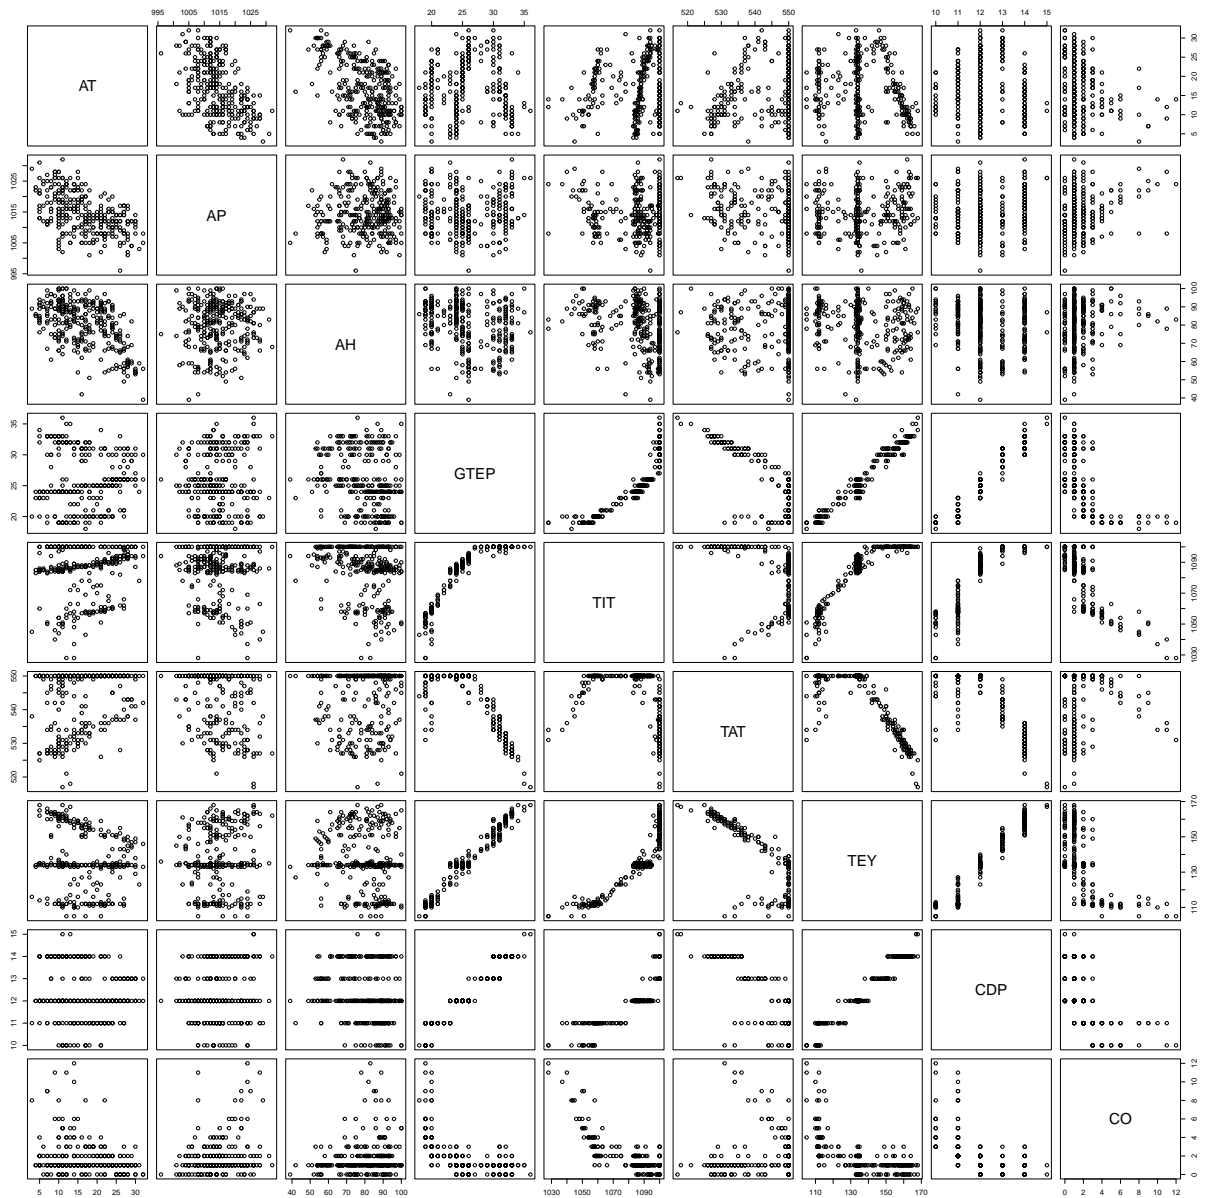 995 1005 1015 1025 20 25 30 35 520 530 540 550 10 11 12 13 14 15
AT 5 10 15 20 25 30
995 1005 1015 1025 AP
AH 40 50 60 70 80 90 100
20 25 30 35 GTEP
TIT 1030 1050 1070 1090
520 530 540 550 TAT
TEY 110 130 150 170
10 11 12 13 14 15 CDP
CO 0 2 4 6 8 10 12
5 10 15 20 25 30 40 50 60 70 80 90 100 1030 1050 1070 1090 110 130 150 170 0 2 4 6 8 10 12